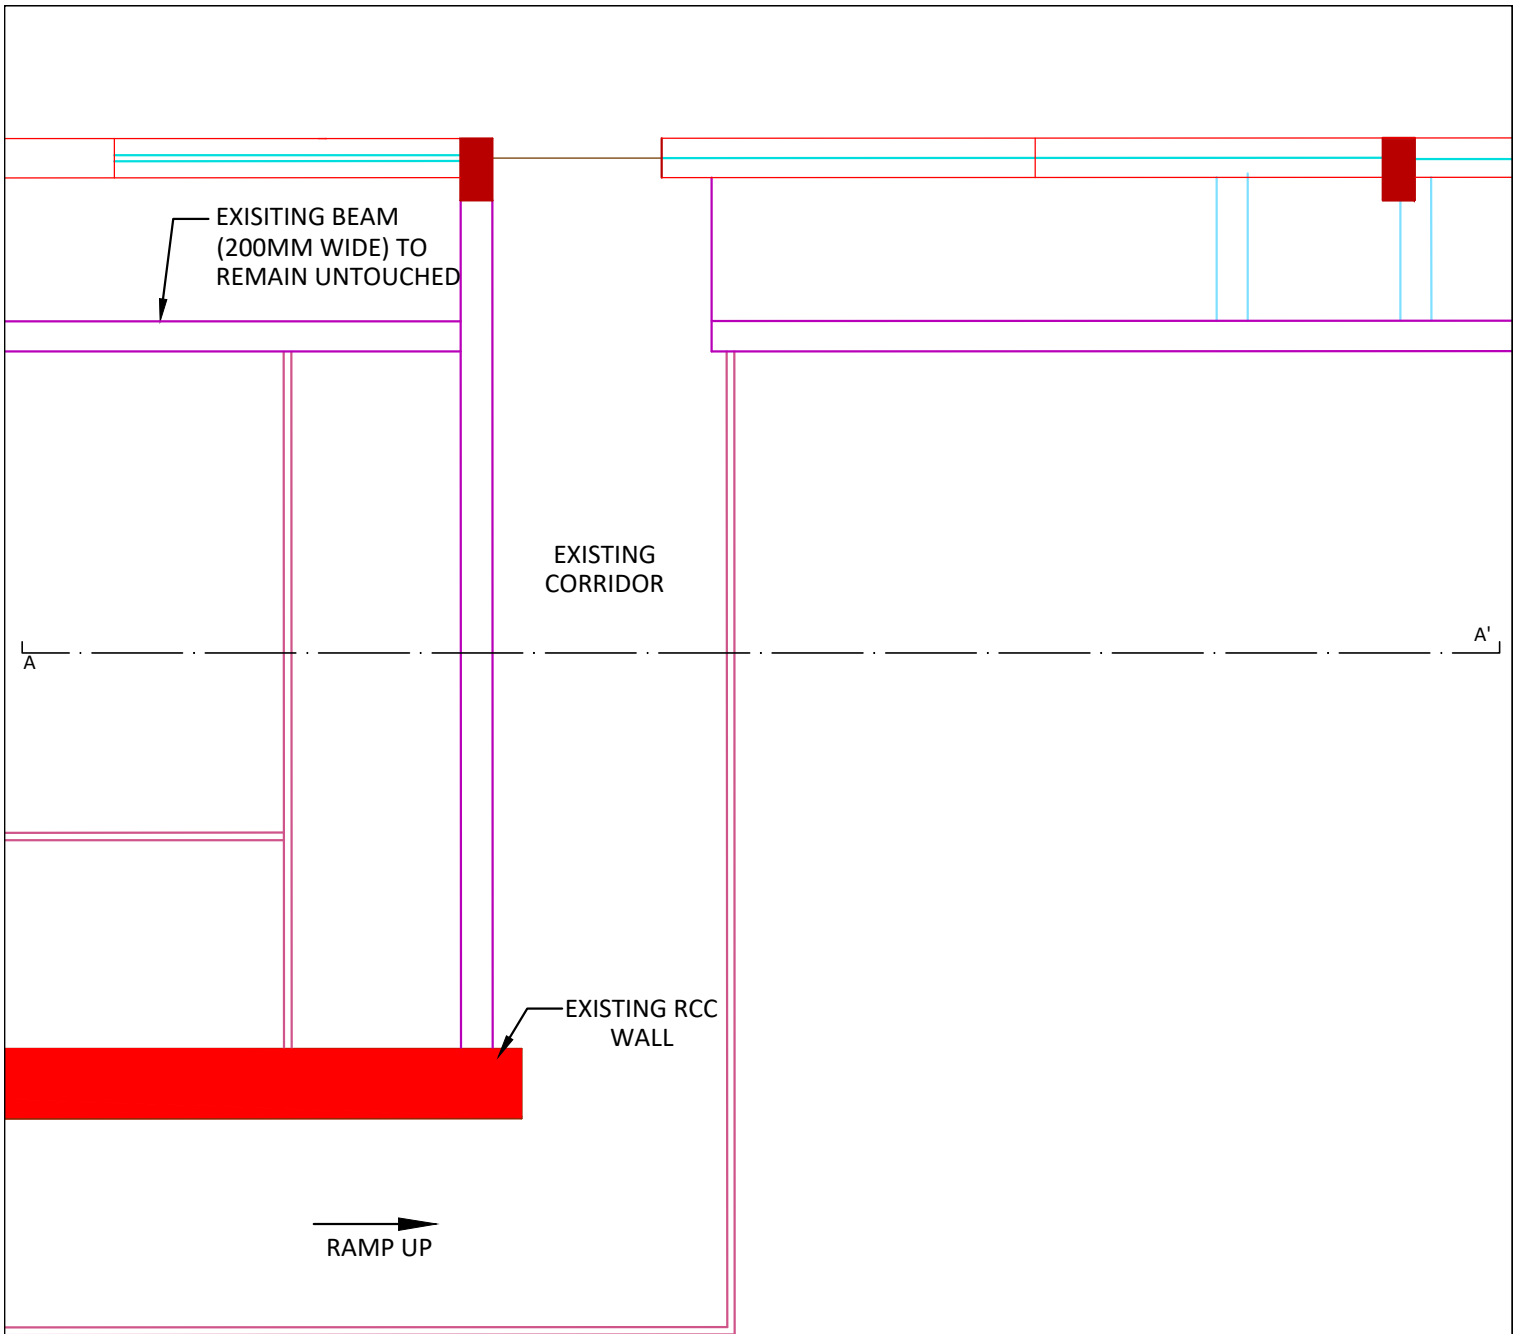 EXISITING BEAM
(200MM WIDE) TO
REMAIN UNTOUCHED
EXISTING
CORRIDOR
A'
A
EXISTING RCC
WALL
RAMP UP